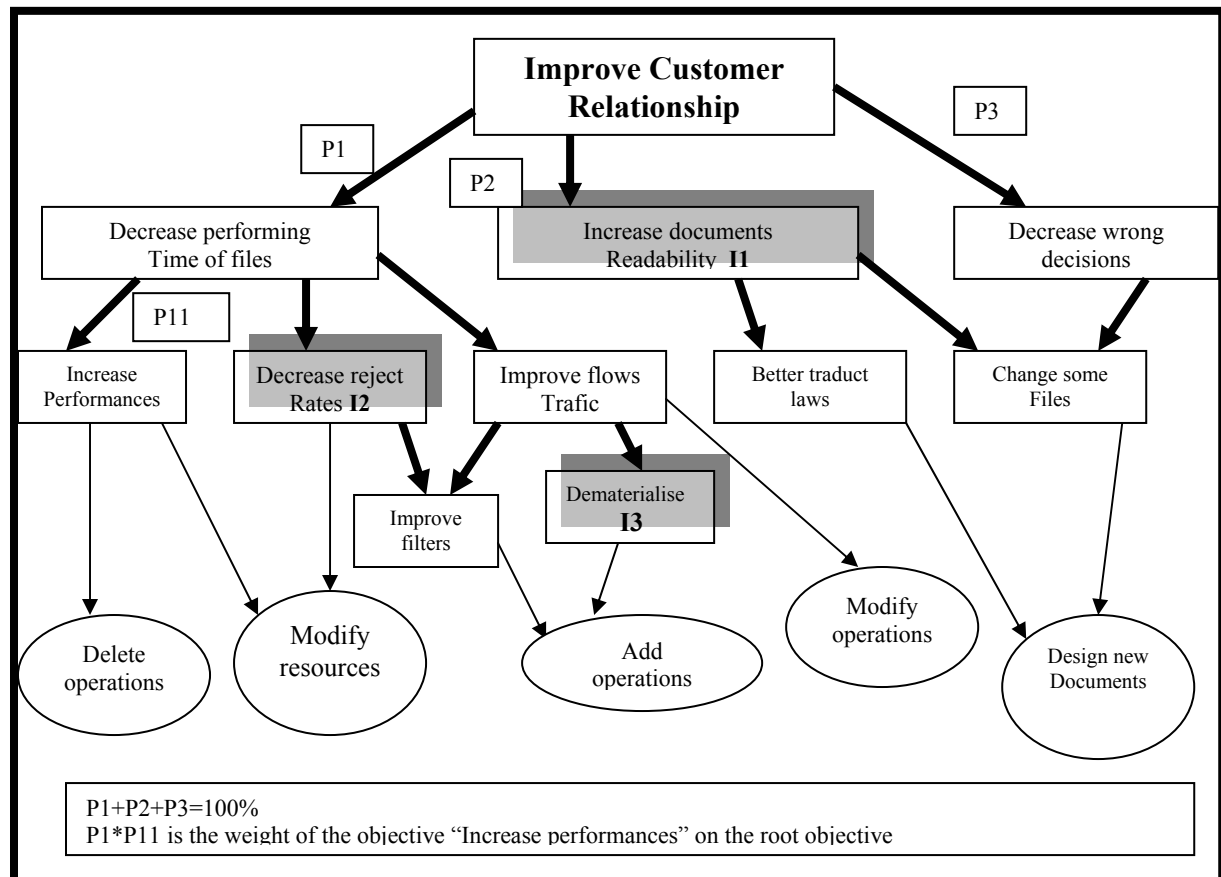 Improve Customer
Relationship
P3
P1
P2
Decrease performing
Time of files
Increase documents
Readability I1
Decrease wrong
decisions
P11
Increase
Performances
Decrease reject
Rates I2
Improve flows
Trafic
Better traduct
laws
Change some
Files
Improve
filters
Dematerialise
I3
Delete
operations
Modify
resources
Add
operations
Modify
operations
Design new
Documents
P1+P2+P3=100%
P1*P11 is the weight of the objective “Increase performances” on the root objective